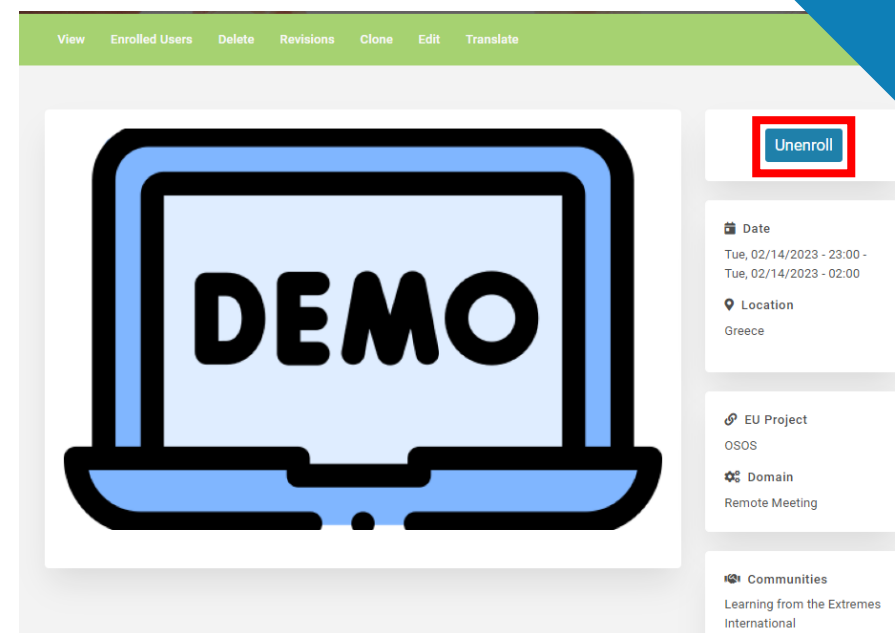 View Enrolled Users Delete Revisions Clone Edit Translate
DEMO
Unenroll
Date
Tue, 02/14/2023 - 23:00 -
Tue, 02/14/2023 - 02:00
Location
Greece
EU Project
OSOS
Domain
Remote Meeting
Communities
Learning from the Extremes
International